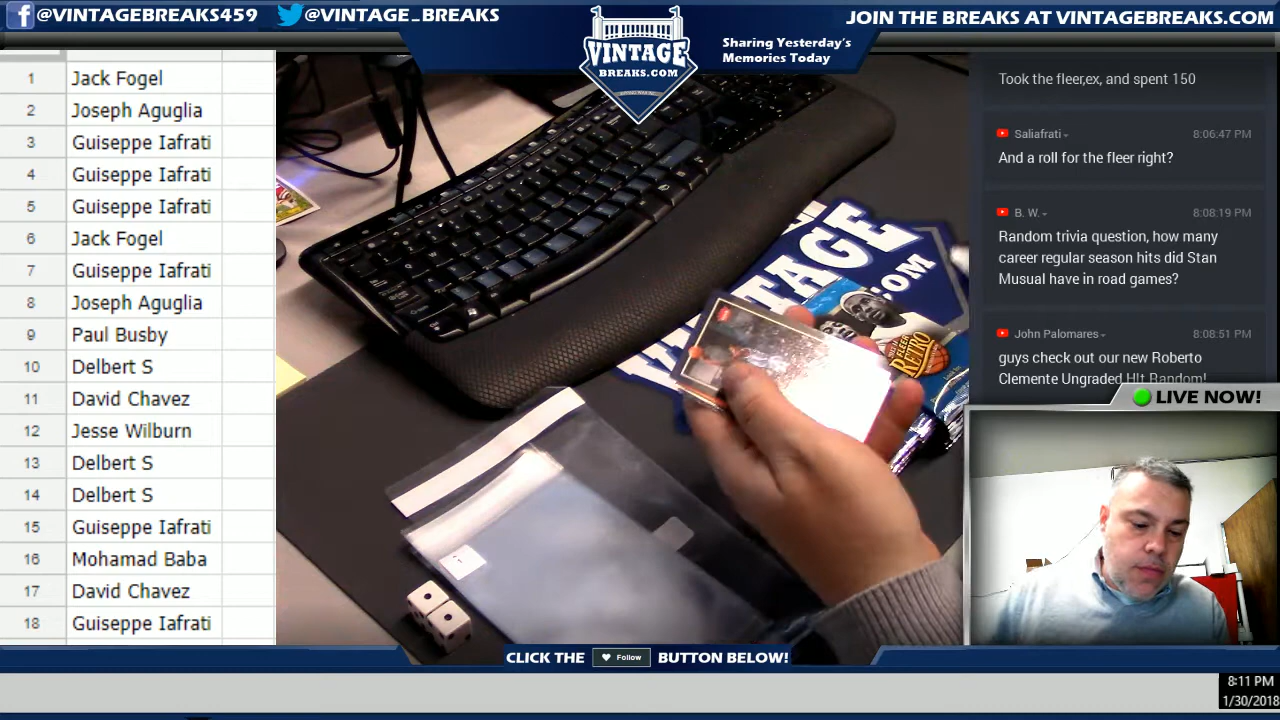 @VINTAGEBREAKS459
@VINTAGE_BREAKS
VINTAGE
BREAKS.COM
Sharing Yesterday's
Memories Today
JOIN THE BREAKS AT VINTAGEBREAKS.COM
1 Jack Fogel
2 Joseph Aguglia
3 Guiseppe Iafrati
4 Guiseppe Iafrati
5 Guiseppe Iafrati
6 Jack Fogel
7 Guiseppe Iafrati
8 Joseph Aguglia
9 Paul Busby
10 Delbert S
11 David Chavez
12 Jesse Wilburn
13 Delbert S
14 Delbert S
15 Guiseppe Iafrati
16 Mohamad Baba
17 David Chavez
18 Guiseppe Iafrati
FLEER
RETRO
Took the fleer,ex, and spent 150
Saliafrati 8:06:47 PM
And a roll for the fleer right?
B. W. 8:08:19 PM
Random trivia question, how many
career regular season hits did Stan
Musual have in road games?
John Palomares 8:08:51 PM
guys check out our new Roberto
Clemente Ungraded H!t Random!
LIVE NOW!
CLICK THE Follow BUTTON BELOW!
8:11 PM
1/30/2018